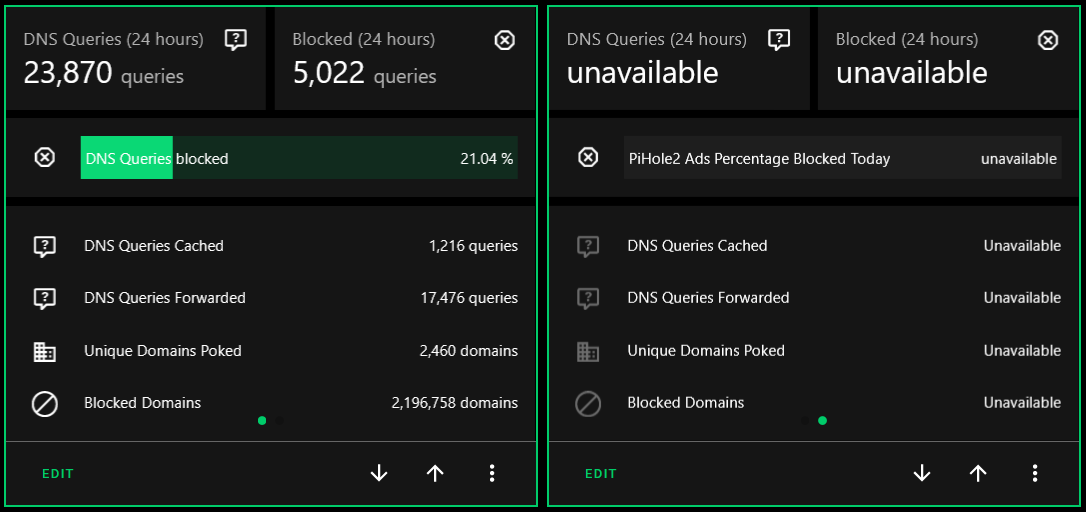 DNS Queries (24 hours)
23,870 queries
Blocked (24 hours)
5,022 queries
DNS Queries blocked 21.04 %
DNS Queries Cached 1,216 queries
DNS Queries Forwarded 17,476 queries
Unique Domains Poked 2,460 domains
Blocked Domains 2,196,758 domains
EDIT
DNS Queries (24 hours)
unavailable
Blocked (24 hours)
unavailable
PiHole2 Ads Percentage Blocked Today unavailable
DNS Queries Cached Unavailable
DNS Queries Forwarded Unavailable
Unique Domains Poked Unavailable
Blocked Domains Unavailable
EDIT